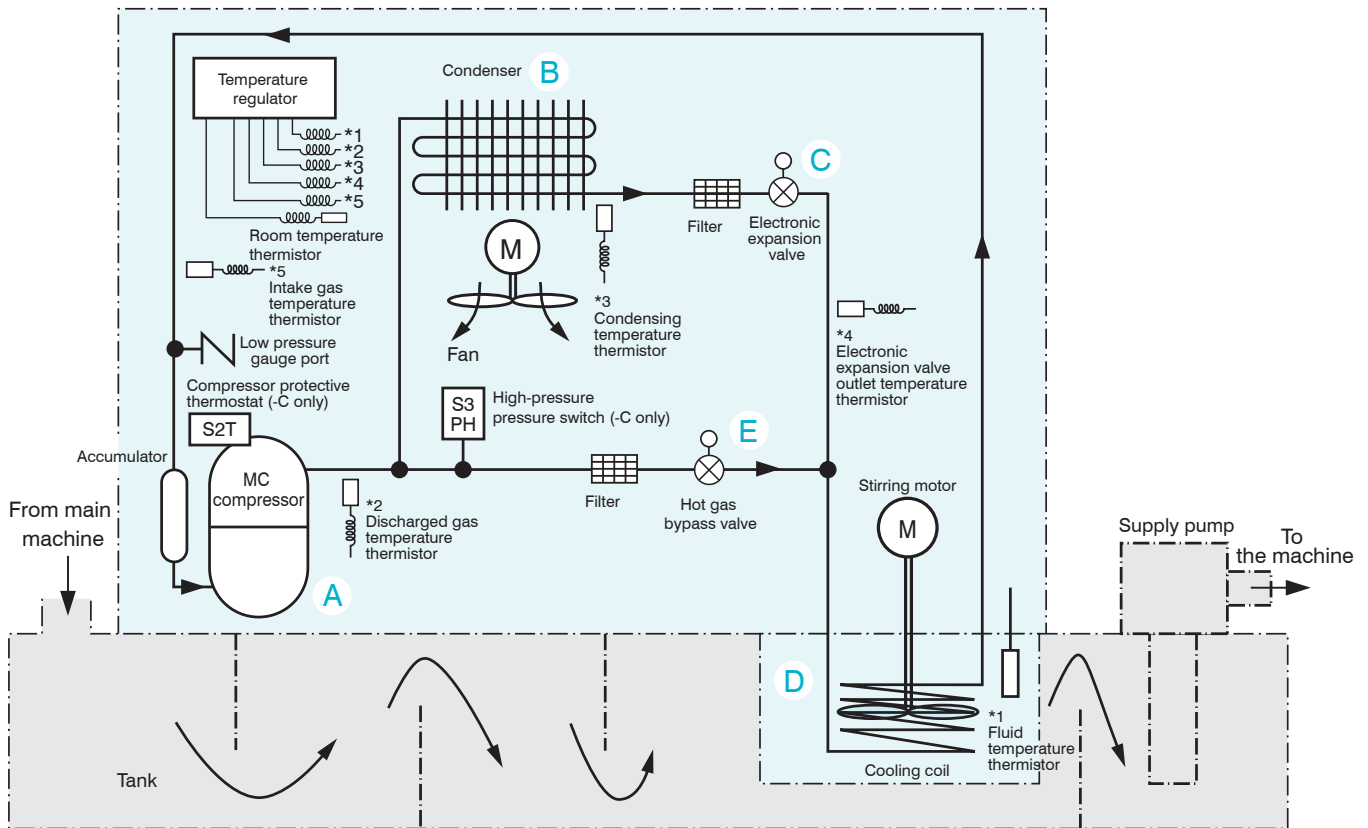 Condenser
B
Temperature
regulator
*1
*2
*3
*4
*5
Room temperature
thermistor
*5
Intake gas
temperature
thermistor
Low pressure
gauge port
M
Fan
*3
Condensing
temperature
thermistor
Filter
C
Electronic
expansion
valve
*4
Electronic
expansion valve
outlet temperature
thermistor
Compressor protective
thermostat (-C only)
S2T
Accumulator
MC
compressor
A
S3
PH
High-pressure
pressure switch (-C only)
*2
Discharged gas
temperature
thermistor
Filter
E
Hot gas
bypass valve
Stirring motor
M
From main
machine
Supply pump
To
the machine
D
*1
Fluid
temperature
thermistor
Cooling coil
Tank